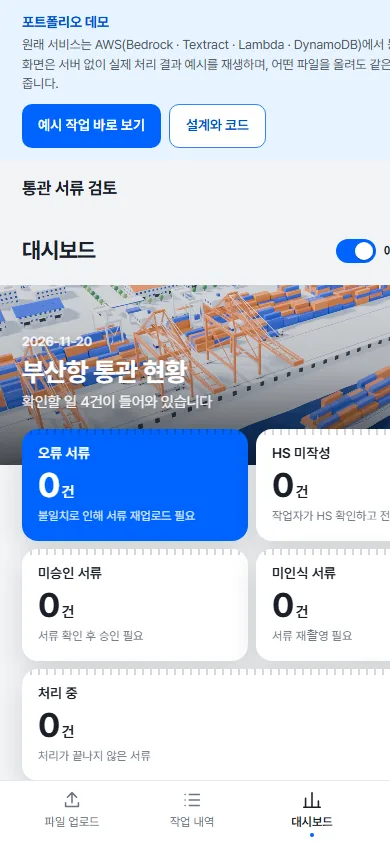 포트폴리오 데모
원래 서비스는 AWS(Bedrock · Textract · Lambda · DynamoDB)에서
화면은 서버 없이 실제 처리 결과 예시를 재생하며, 어떤 파일을 올려도 같은
줍니다.
예시 작업 바로 보기
설계와 코드
통관 서류 검토
대시보드
2026-11-20
부산항 통관 현황
확인할 일 4건이 들어와 있습니다
오류 서류
0건
불일치로 인해 서류 재업로드 필요
HS 미작성
0건
작업자가 HS 확인하고 전
미승인 서류
0건
서류 확인 후 승인 필요
미인식 서류
0건
서류 재촬영 필요
처리 중
0건
처리가 끝나지 않은 서류
파일 업로드
작업 내역
대시보드